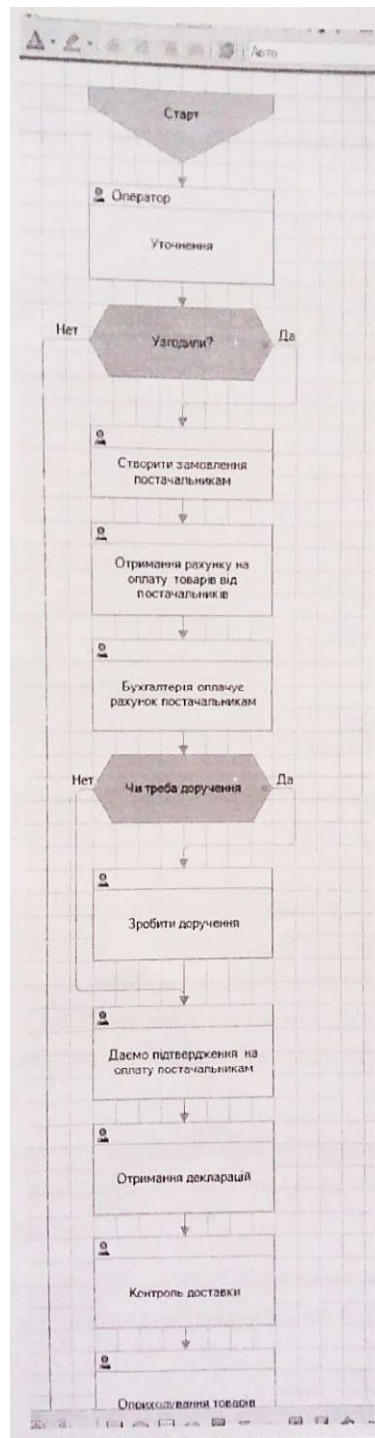 Авто
Старт
Оператор
Уточнення
Нет
Узгодили?
Да
Створити замовлення
постачальникам
Отримання рахунку на
оплату товарів від
постачальників
Бухгалтерія оплачує
рахунок постачальникам
Нет
Чи треба доручення
Да
Зробити доручення
Даємо підтвердження на
оплату постачальникам
Отримання декларацій
Контроль доставки
Оприходування товарів